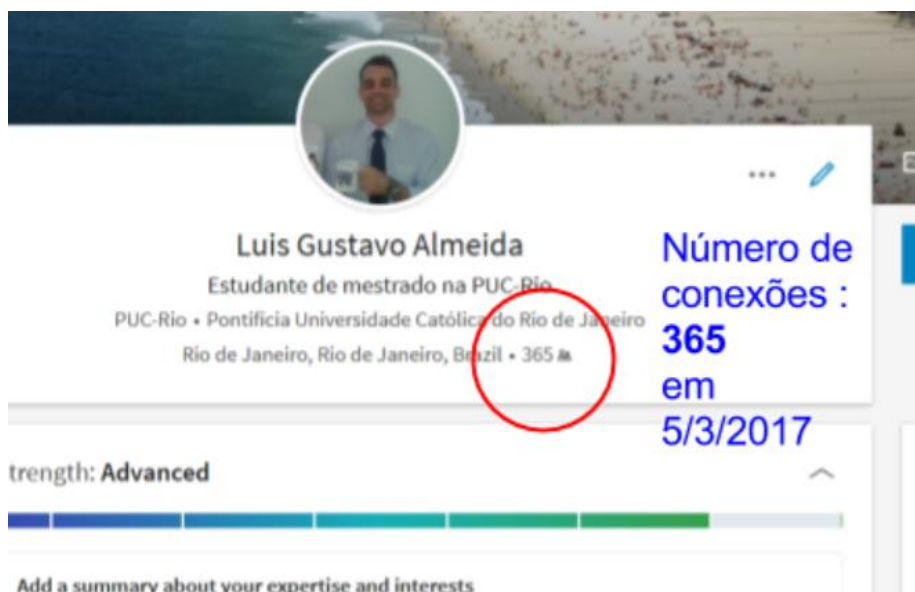 Luis Gustavo Almeida
Estudante de mestrado na PUC-Rio
PUC-Rio • Pontifícia Universidade Católica do Rio de Janeiro
Rio de Janeiro, Rio de Janeiro, Brazil • 365
Número de
conexões :
365
em
5/3/2017
trength: Advanced
Add a summary about your expertise and interests